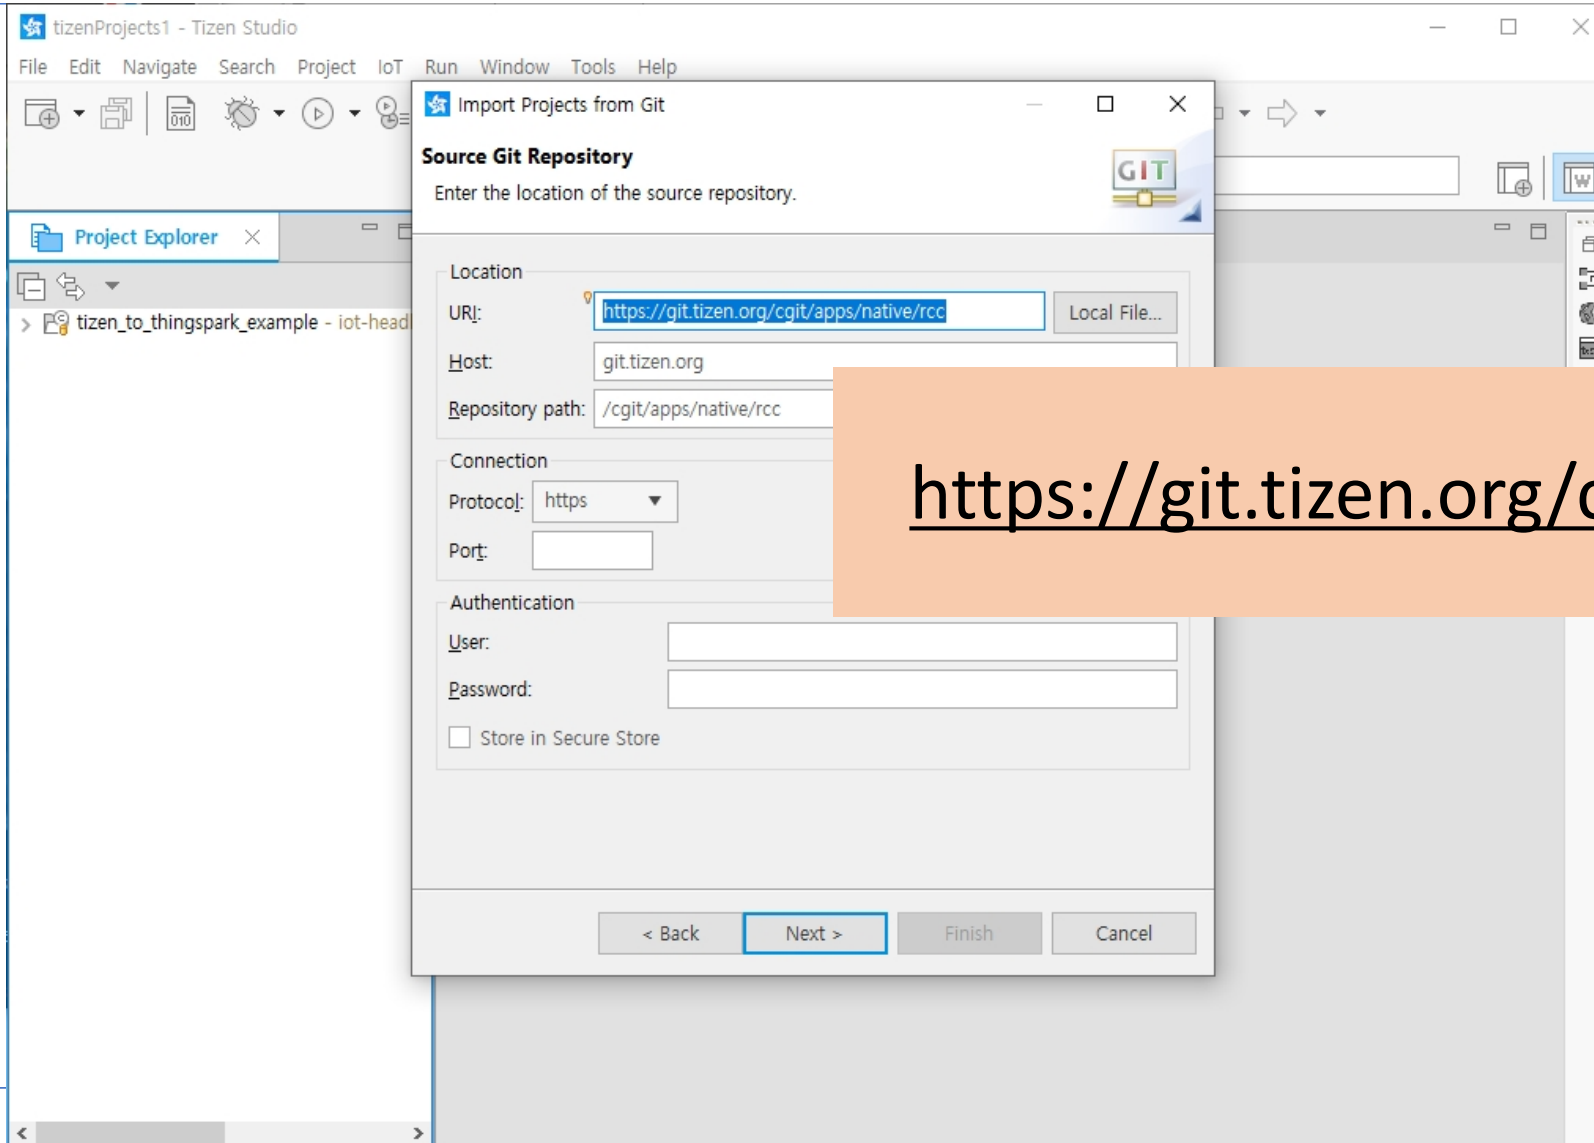 tizenProjects1 - Tizen Studio
File Edit Navigate Search Project IoT Run Window Tools Help
Import Projects from Git
Source Git Repository
Enter the location of the source repository.
GIT
Project Explorer
tizen_to_thingspark_example - iot-head
Location
URI:
https://git.tizen.org/cgit/apps/native/rcc
Local File...
Host:
git.tizen.org
Repository path:
/cgit/apps/native/rcc
Connection
Protocol:
https
Port:
https://git.tizen.org/c
Authentication
User:
Password:
Store in Secure Store
< Back
Next >
Finish
Cancel